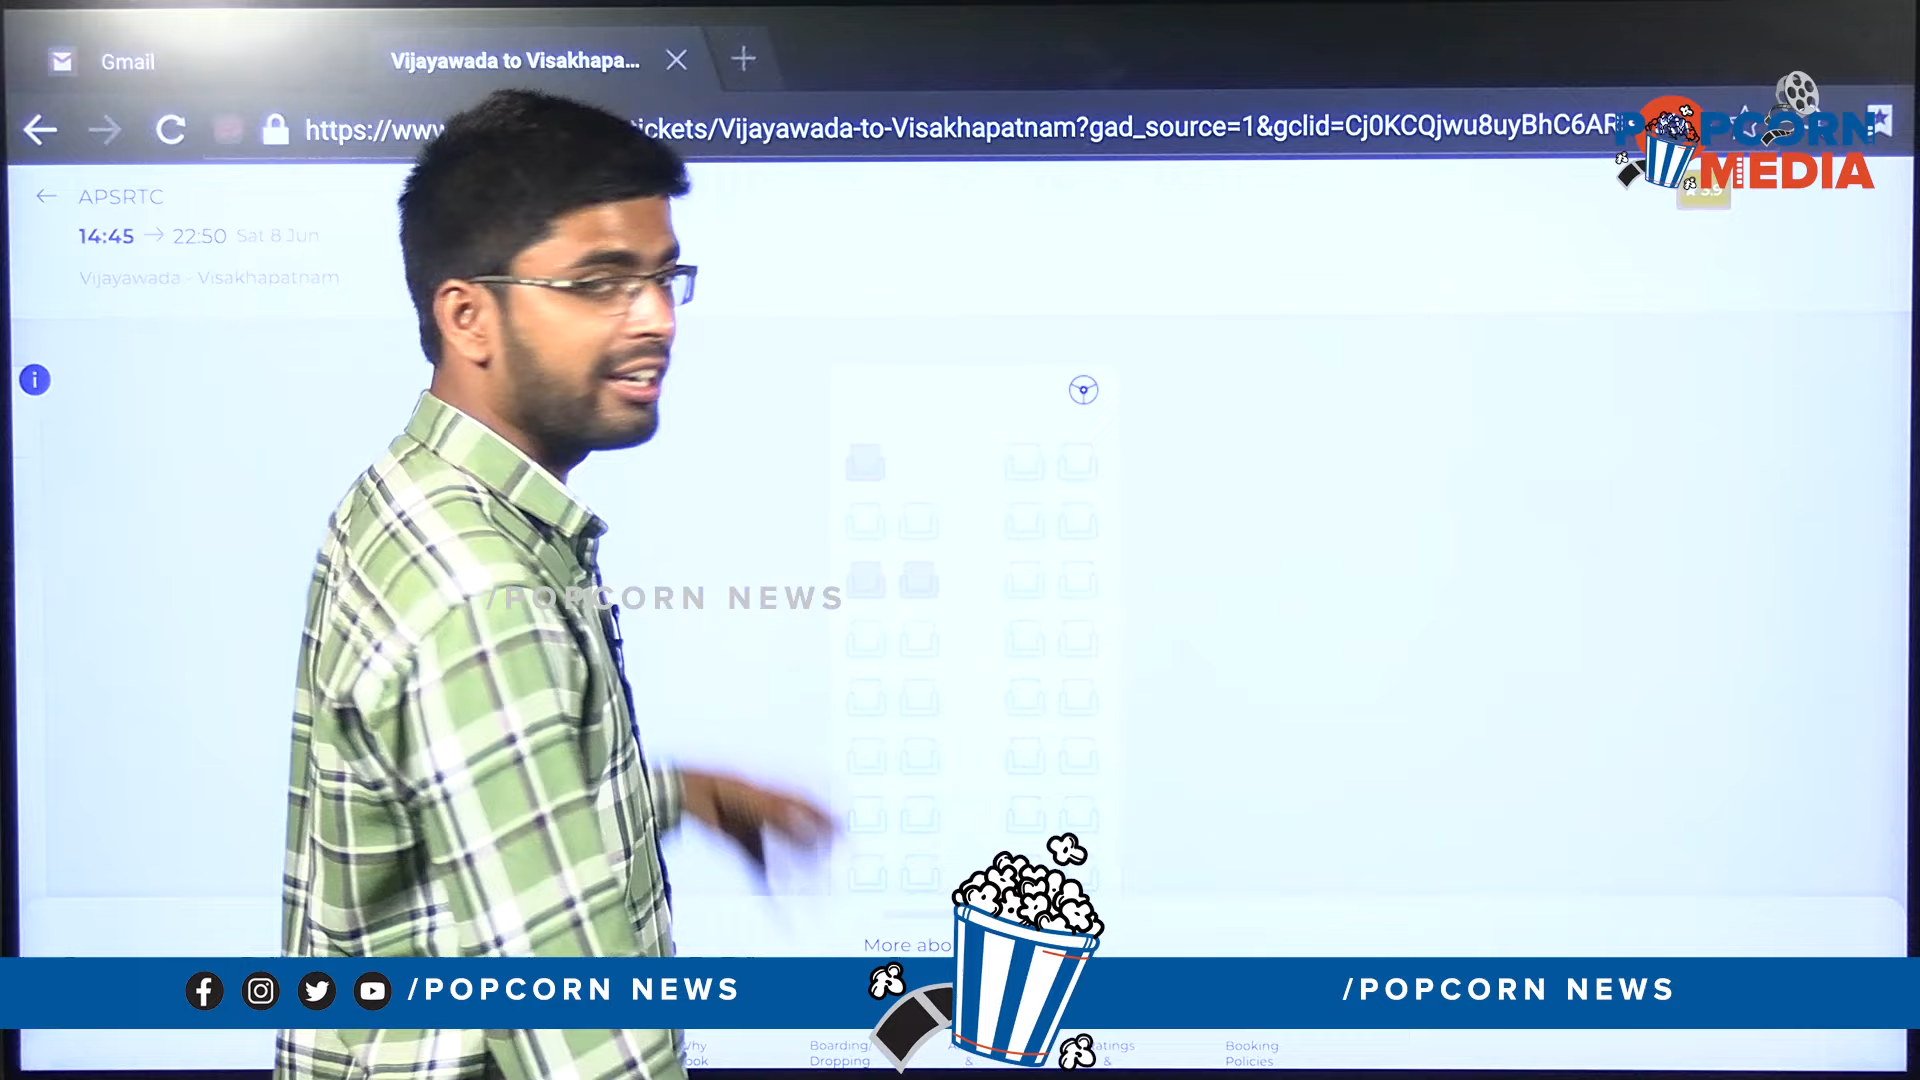 Gmail
Vijayawada to Visakhapa...
https://www
ickets/Vijayawada-to-Visakhapatnam?gad_source=1&gclid=Cj0KCQjwu8uyBhC6AR
POPCORN
MEDIA
3.9
APSRTC
14:45 → 22:50 Sat 8 Jun
Vijayawada - Visakhapatnam
i
/POPCORN NEWS
More abo
/POPCORN NEWS
/POPCORN NEWS
Boarding/
Dropping
&
&
Booking
Policies